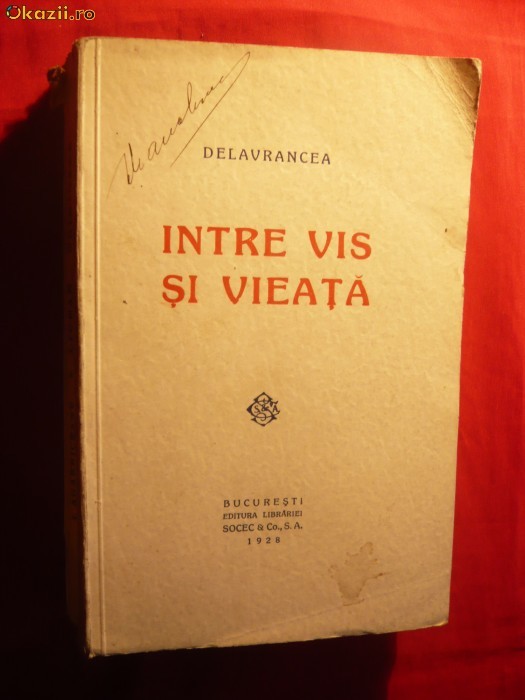 Okazii.ro
DELAVRANCEA
INTRE VIS
ȘI VIEAȚĂ
S & A
BUCUREȘTI
EDITURA LIBRĂRIEI
SOCEC & Co., S. A.
1928